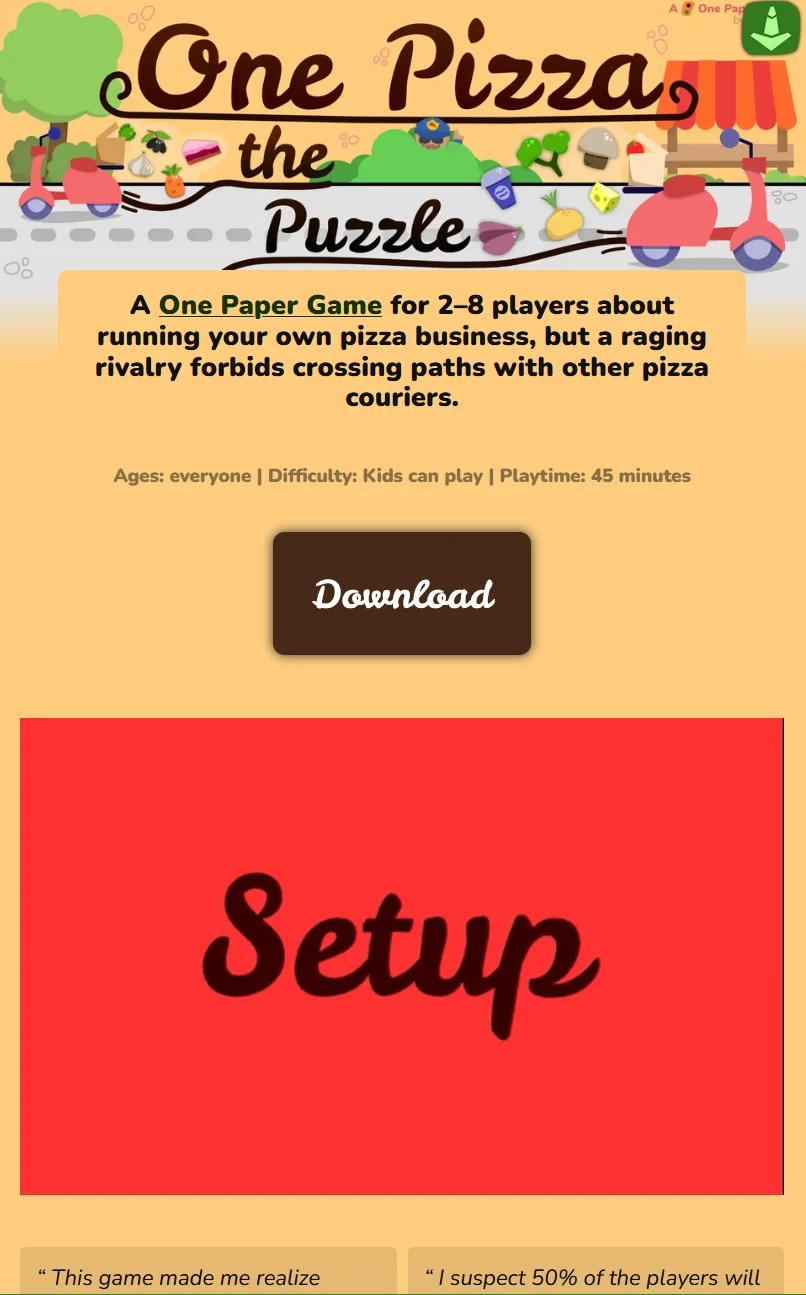 A One Pap
One Pizza
the
Puzzle
A One Paper Game for 2–8 players about
running your own pizza business, but a raging
rivalry forbids crossing paths with other pizza
couriers.
Ages: everyone | Difficulty: Kids can play | Playtime: 45 minutes
Download
Setup
“ This game made me realize
“ I suspect 50% of the players will